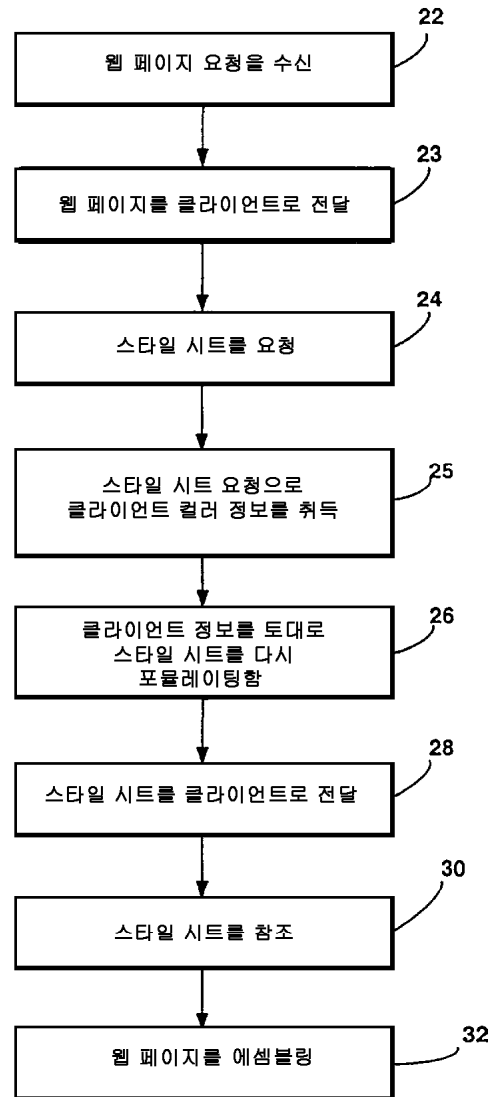 22
웹 페이지 요청을 수신
23
웹 페이지를 클라이언트로 전달
24
스타일 시트를 요청
25
스타일 시트 요청으로
클라이언트 컬러 정보를 취득
26
클라이언트 정보를 토대로
스타일 시트를 다시
포뮬레이팅함
28
스타일 시트를 클라이언트로 전달
30
스타일 시트를 참조
32
웹 페이지를 에셈블링